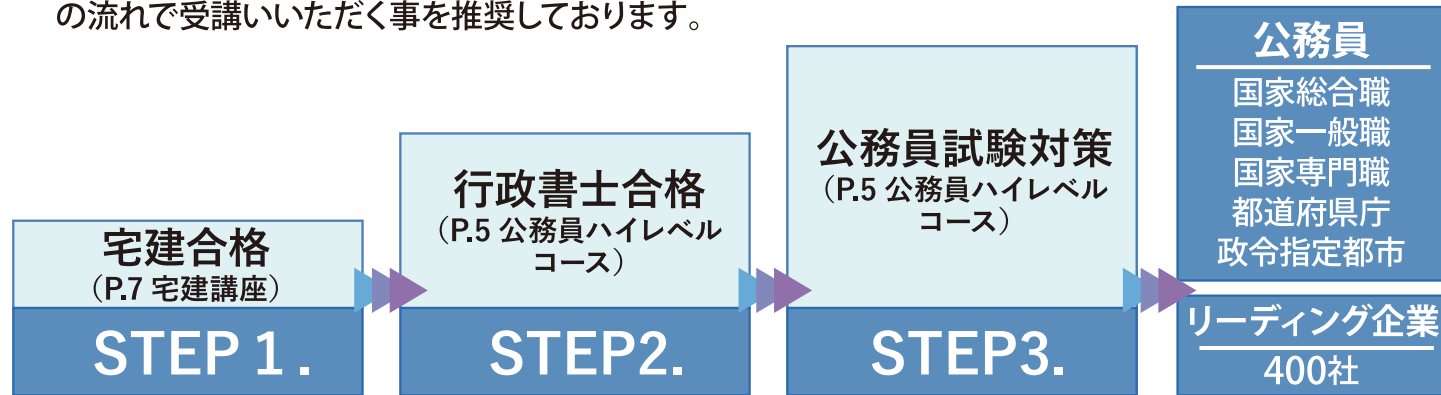 の流れで受講いいただく事を推奨しております。
宅建合格
（P.7 宅建講座）
STEP 1 .
行政書士合格
（P.5 公務員ハイレベル
コース）
STEP2.
公務員試験対策
（P.5 公務員ハイレベル
コース）
STEP3.
公務員
国家総合職
国家一般職
国家専門職
都道府県庁
政令指定都市
リーディング企業
400社